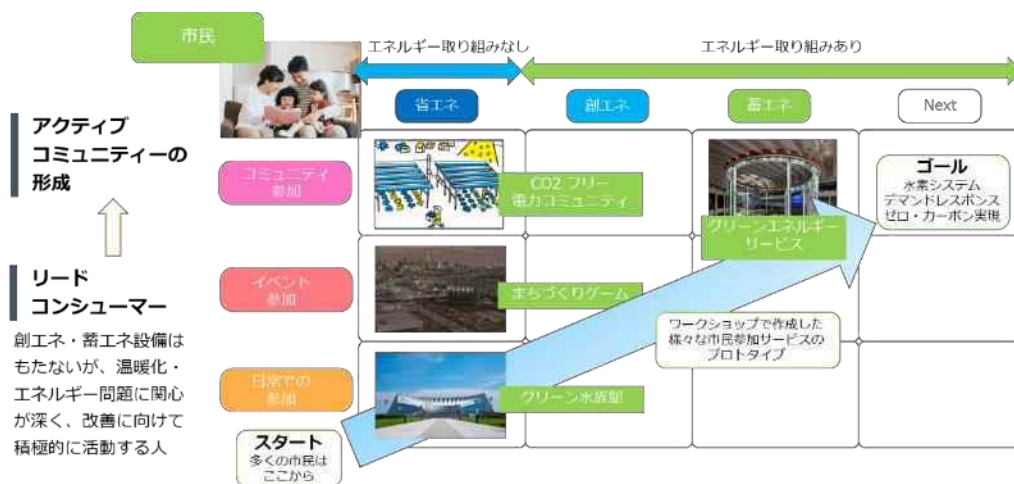 市民
エネルギー取り組みなし
エネルギー取り組みあり
省エネ
創エネ
蓄エネ
Next
アクティブ
コミュニティーの
形成
コミュニティ
参加
CO2 フリー
電力コミュニティ
グリーンエネルギー
サービス
ゴール
水素システム
デマンドレスポンス
ゼロ・カーボン実現
リード
コンシューマー
創エネ・蓄エネ設備は
もたないが、温暖化・
エネルギー問題に関心
が深く、改善に向けて
積極的に活動する人
イベント
参加
まちづくりゲーム
ワークショップで作成した
様々な市民参加サービスの
プロトタイプ
日常での
参加
グリーン水族館
スタート
多くの市民は
ここから